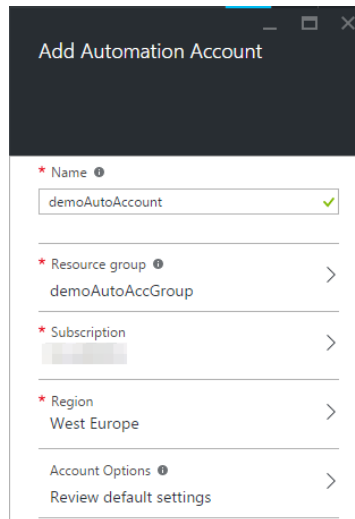 Add Automation Account
* Name
demoAutoAccount
* Resource group
demoAutoAccGroup
* Subscription
* Region
West Europe
Account Options
Review default settings